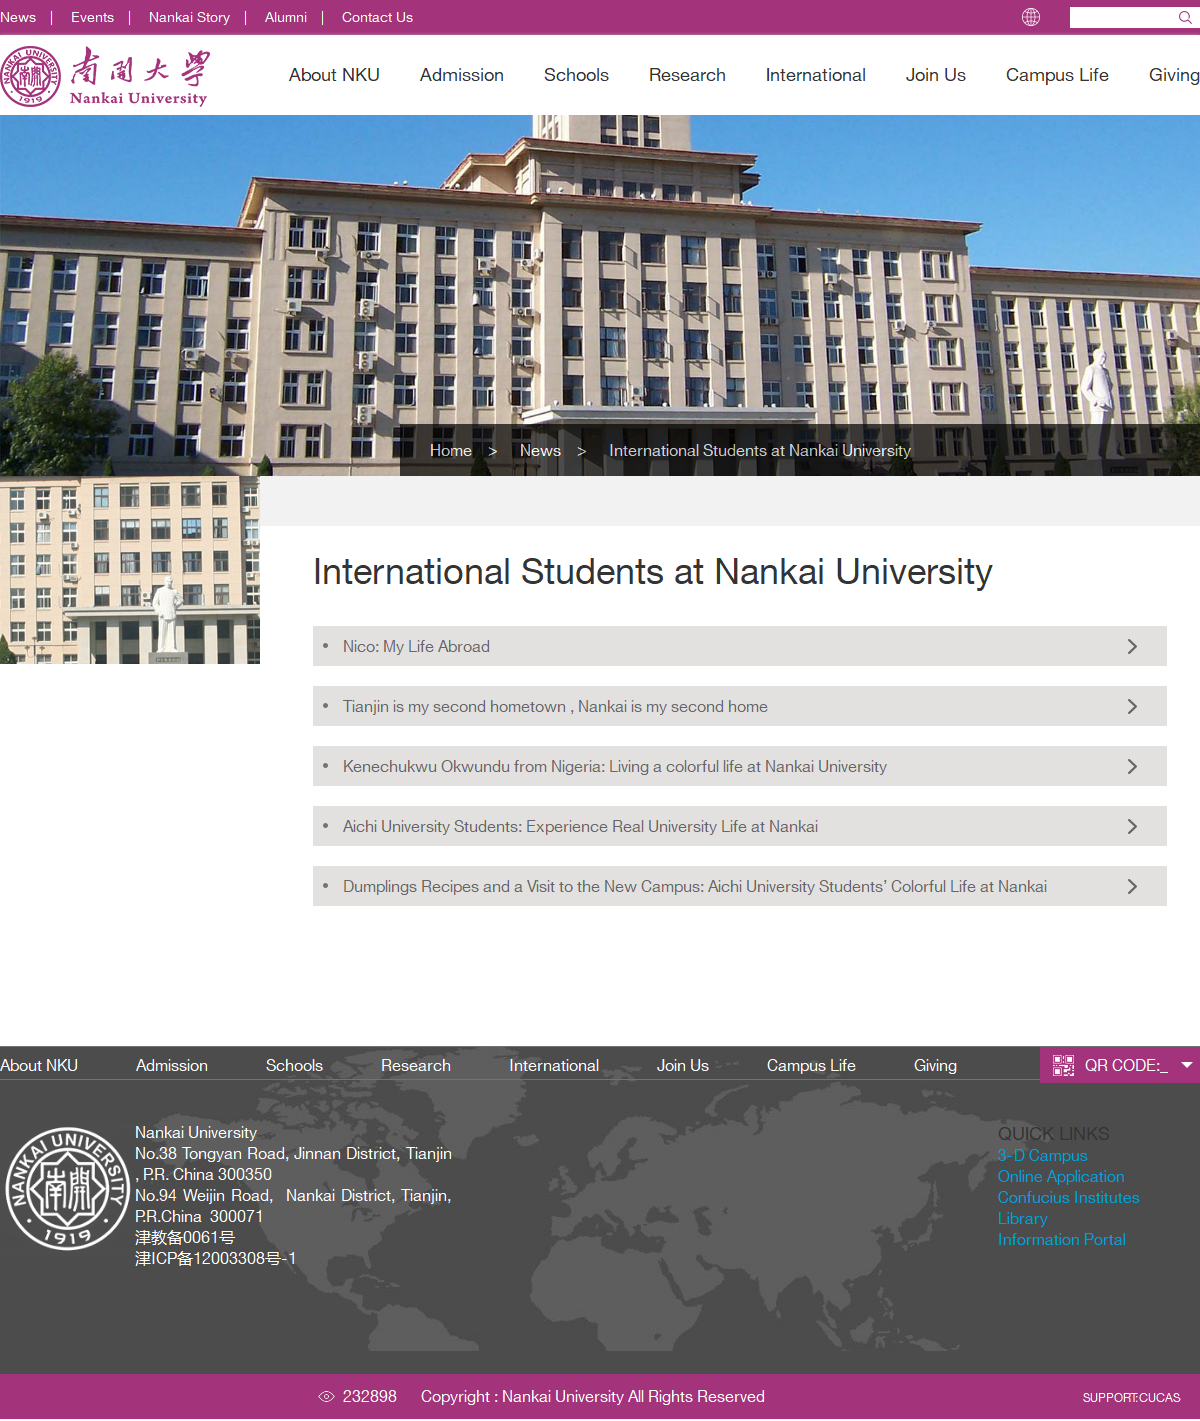 News | Events | Nankai Story | Alumni | Contact Us
NANKAI UNIVERSITY 1919 南開大學
Nankai University
About NKU Admission Schools Research International Join Us Campus Life Giving
Home > News > International Students at Nankai University
International Students at Nankai University
• Nico: My Life Abroad
• Tianjin is my second hometown , Nankai is my second home
• Kenechukwu Okwundu from Nigeria: Living a colorful life at Nankai University
• Aichi University Students: Experience Real University Life at Nankai
• Dumplings Recipes and a Visit to the New Campus: Aichi University Students’ Colorful Life at Nankai
About NKU Admission Schools Research International Join Us Campus Life Giving QR CODE:_
NANKAI UNIVERSITY 南開 1919
Nankai University
No.38 Tongyan Road, Jinnan District, Tianjin
, P.R. China 300350
No.94 Weijin Road, Nankai District, Tianjin,
P.R.China 300071
津教备0061号
津ICP备12003308号-1
QUICK LINKS
3-D Campus
Online Application
Confucius Institutes
Library
Information Portal
232898 Copyright : Nankai University All Rights Reserved SUPPORT:CUCAS